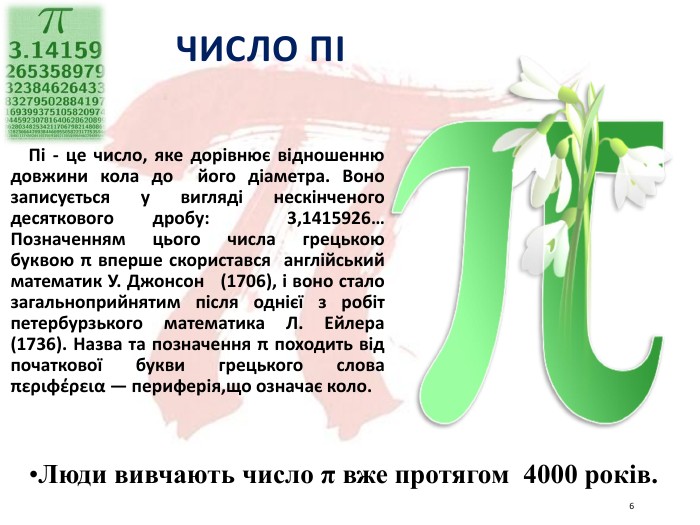 π
3.14159
265358979
32384626433
83279502884197
ЧИСЛО ПІ
Пі - це число, яке дорівнює відношенню
довжини кола до його діаметра. Воно
записується у вигляді нескінченого
десяткового дробу: 3,1415926…
Позначенням цього числа грецькою
буквою π вперше скористався англійський
математик У. Джонсон (1706), і воно стало
загальноприйнятим після однієї з робіт
петербурзького математика Л. Ейлера
(1736). Назва та позначення π походить від
початкової букви грецького слова
περιφέρεια — периферія,що означає коло.
π
•Люди вивчають число π вже протягом 4000 років.
6